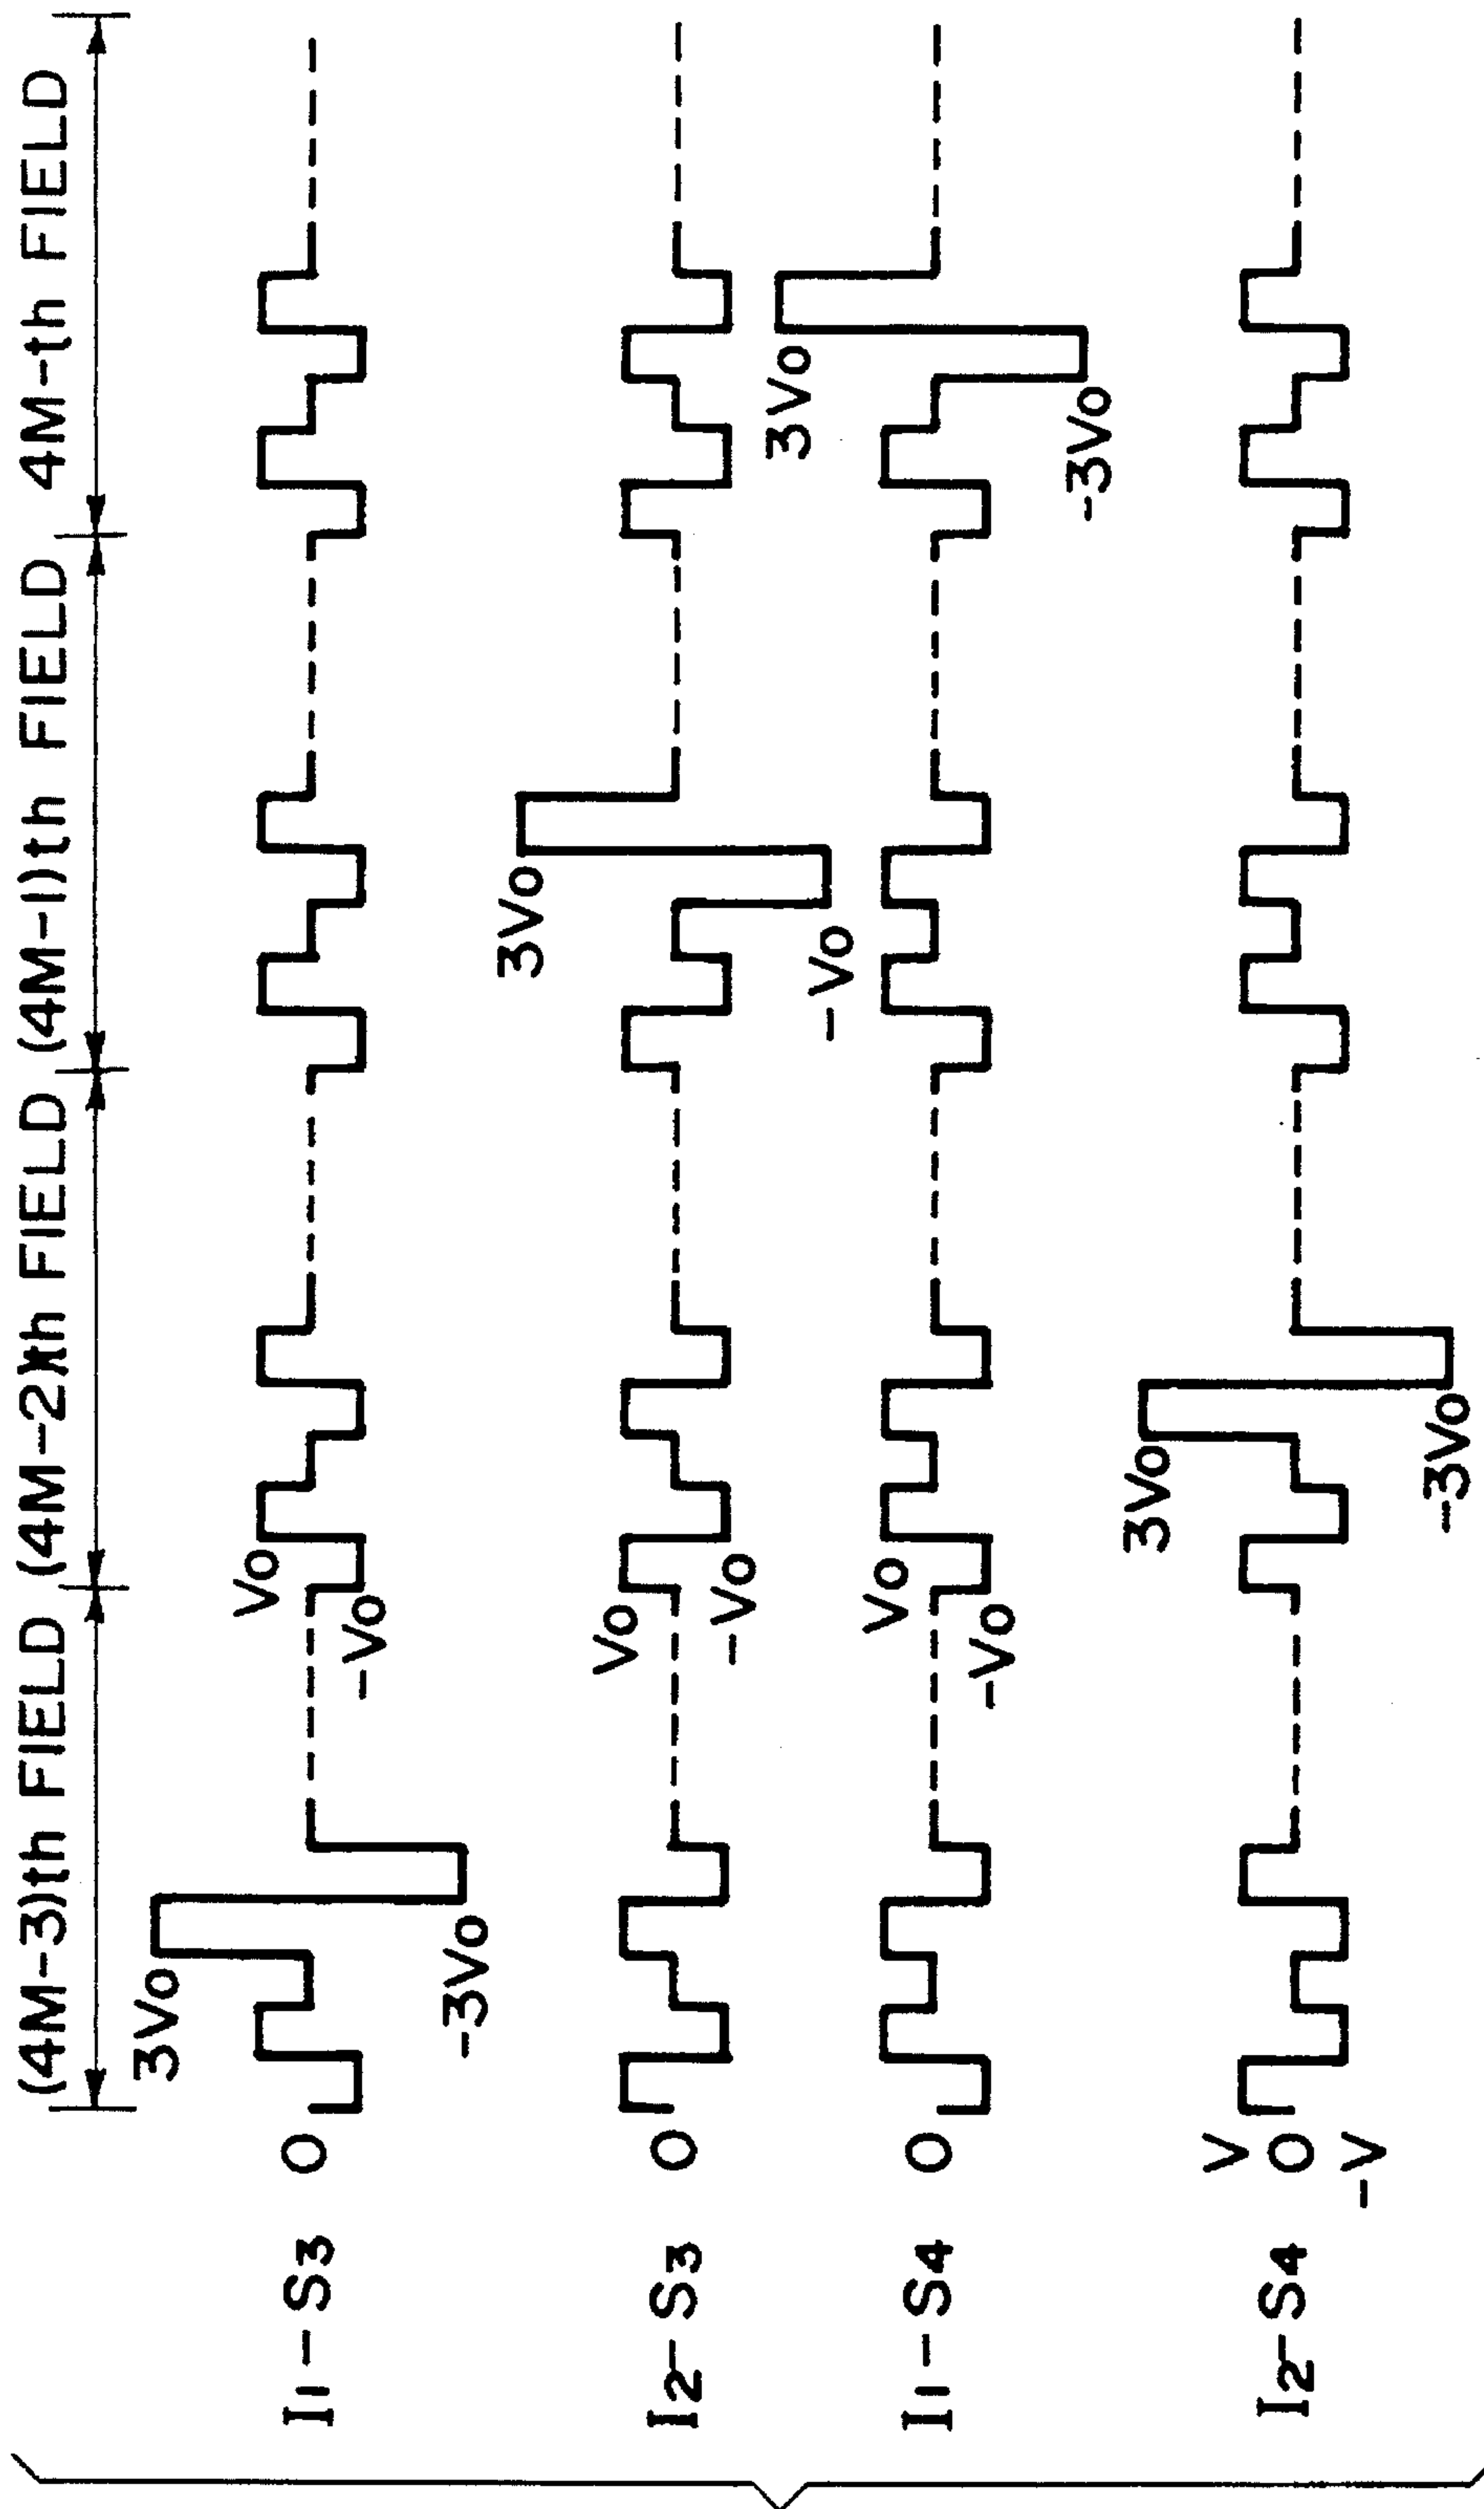 (4M-3)th FIELD (4M-2)th FIELD (4M-1)th FIELD 4M-th FIELD
I1-S3 O 3Vo -3Vo Vo -Vo
I2-S3 O Vo -Vo 3Vo -Vo
I1-S4 O Vo -Vo 3Vo -3Vo
I2-S4 V O -V 3Vo -3Vo